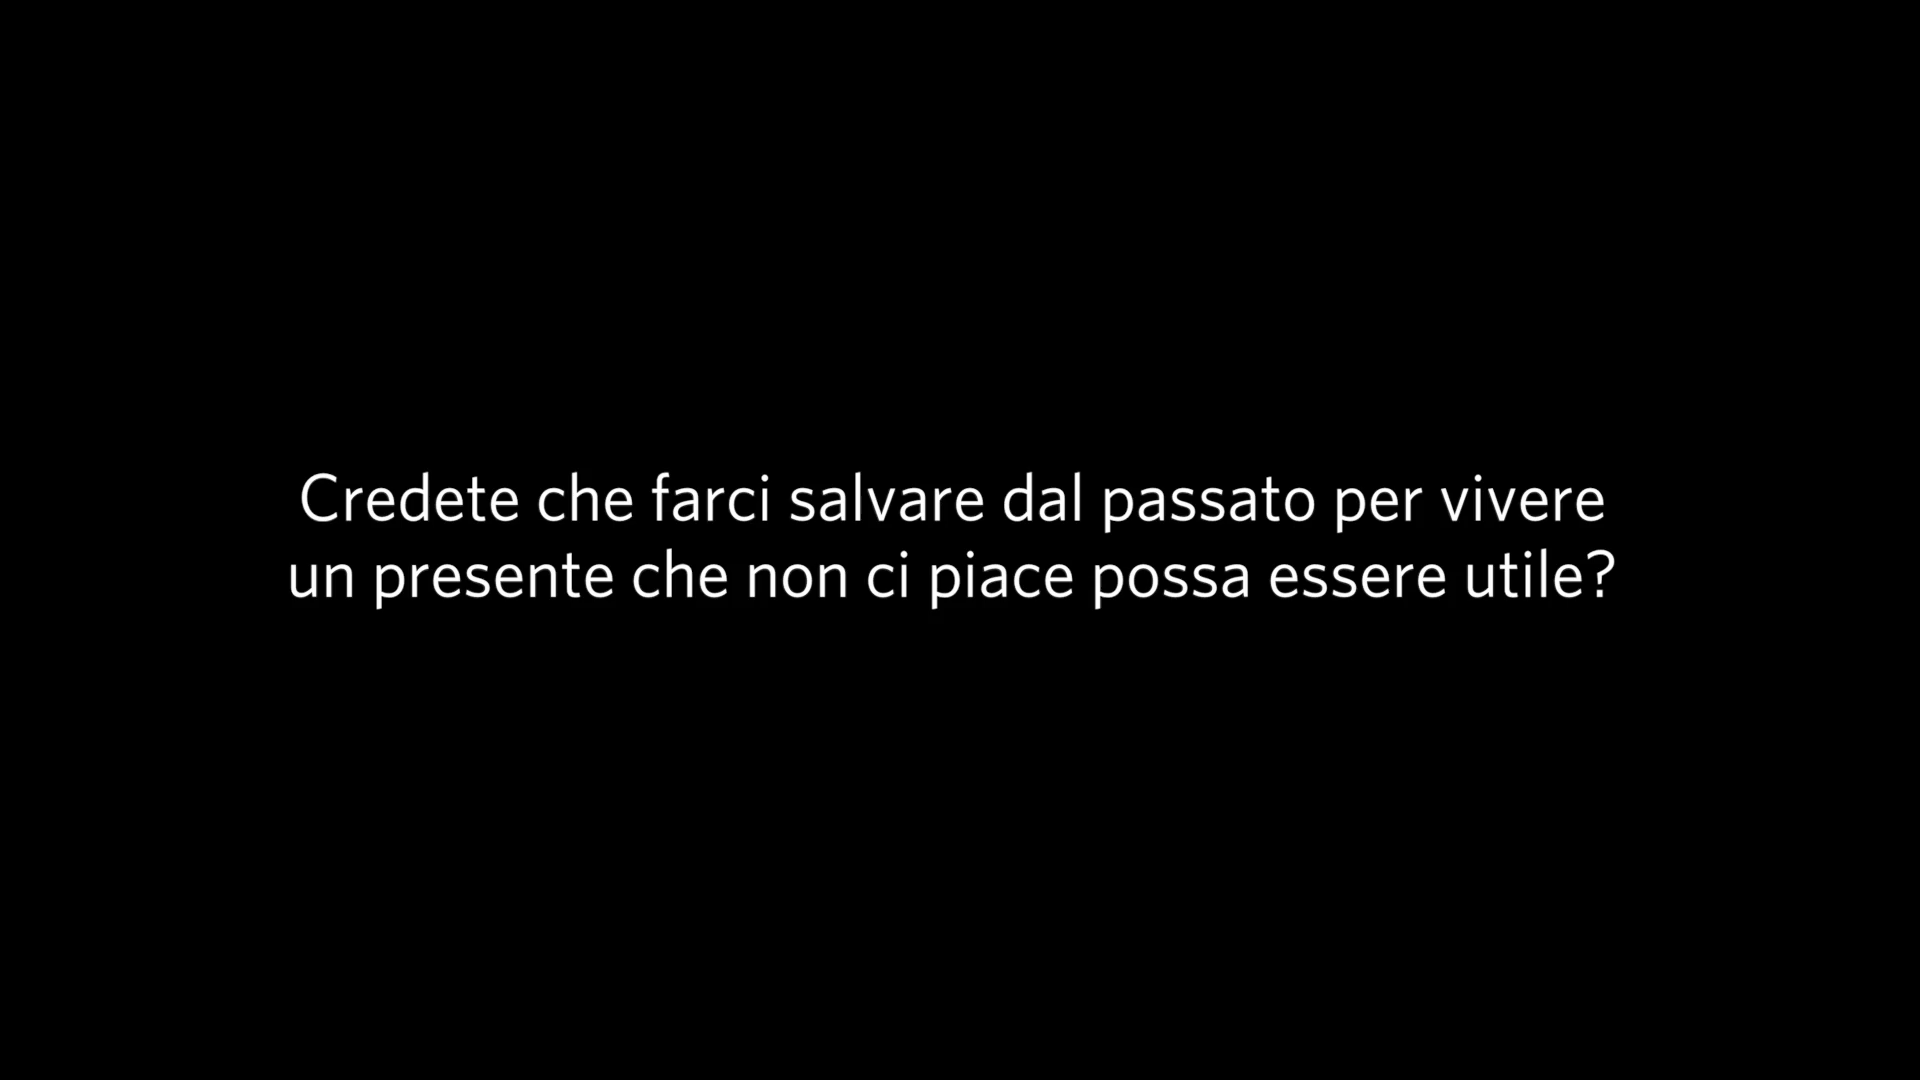 Credete che farci salvare dal passato per vivere
un presente che non ci piace possa essere utile?